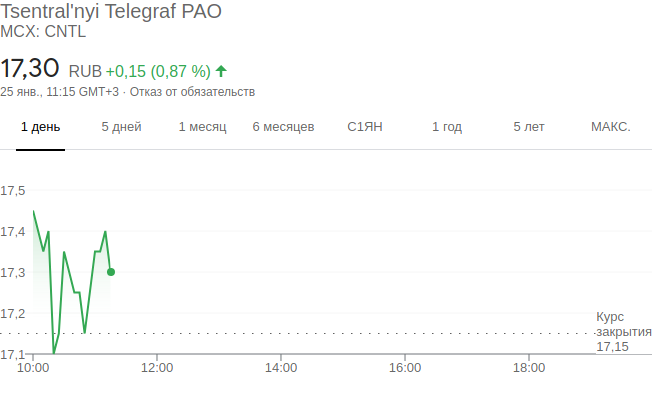 Tsentral'nyi Telegraf PAO
MCX: CNTL
17,30 RUB +0,15 (0,87 %)
25 янв., 11:15 GMT+3 · Отказ от обязательств
1 день 5 дней 1 месяц 6 месяцев С1ЯН 1 год 5 лет МАКС.
17,5
17,4
17,3
17,2
17,1
Курс
закрытия
17,15
10:00 12:00 14:00 16:00 18:00